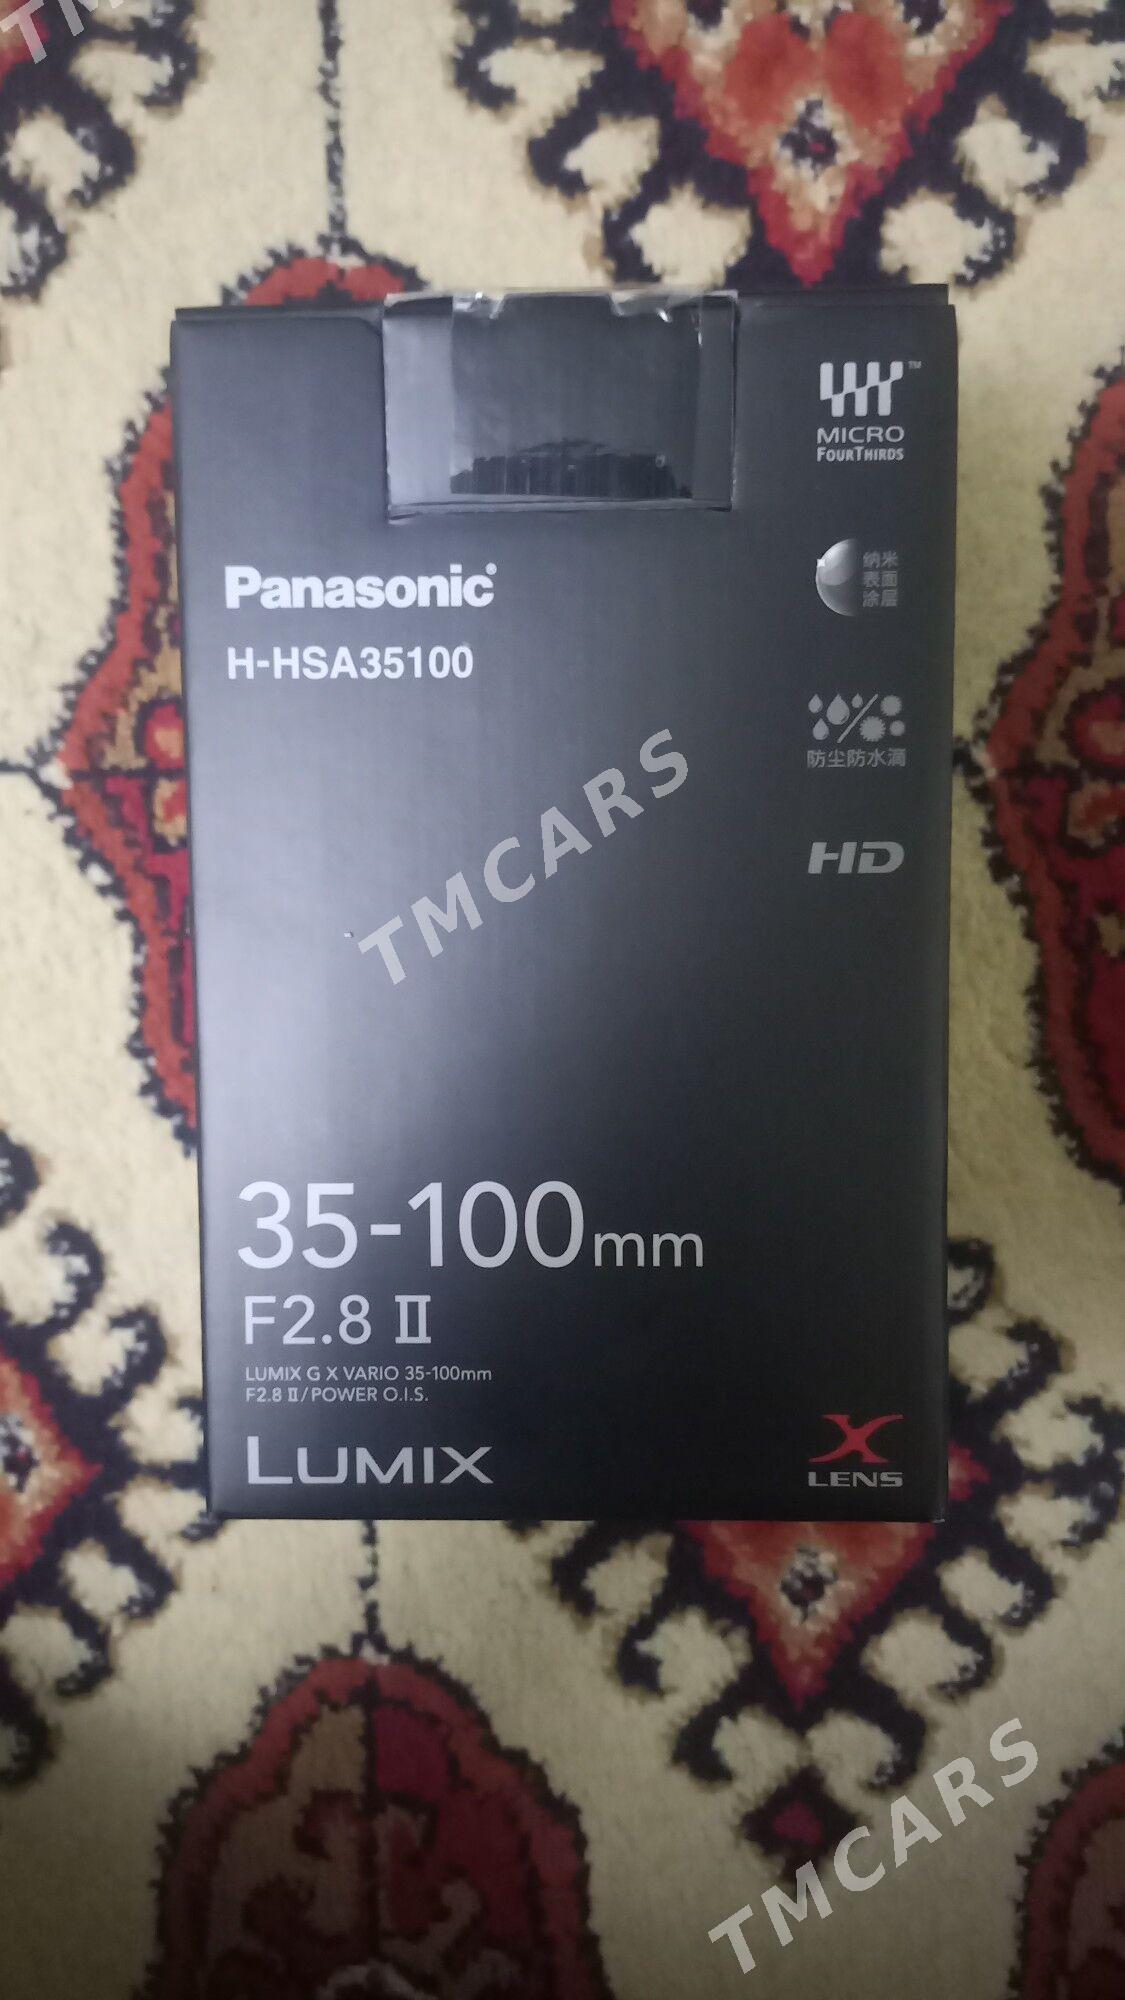 TM
MICRO
FOURTHIRDS
纳米
表面
涂层
Panasonic
H-HSA35100
防尘防水滴
TMCARS
HD
35-100mm
F2.8 Ⅱ
LUMIX G X VARIO 35-100mm
F2.8 Ⅱ/POWER O.I.S.
LUMIX
X
LENS
TMCARS